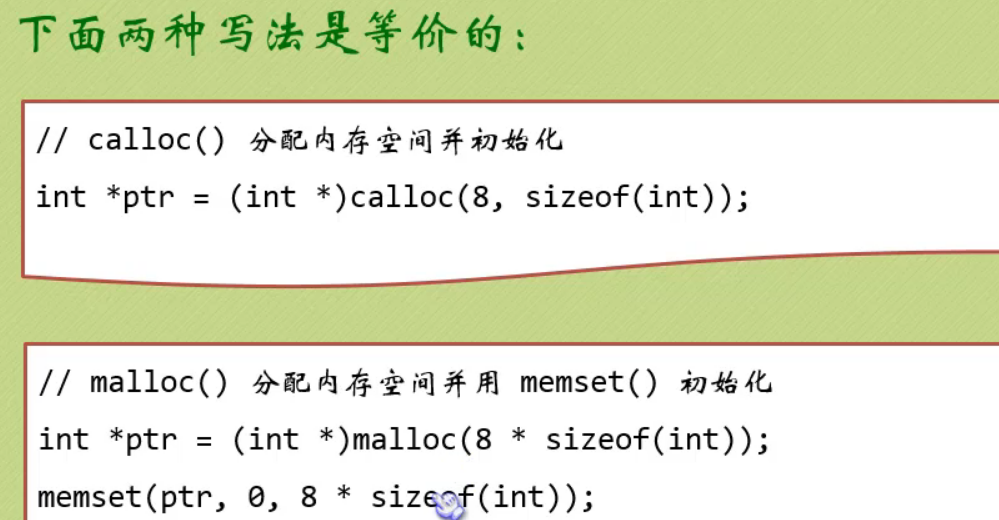 下面两种写法是等价的：
// calloc() 分配内存空间并初始化
int *ptr = (int *)calloc(8, sizeof(int));
// malloc() 分配内存空间并用 memset() 初始化
int *ptr = (int *)malloc(8 * sizeof(int));
memset(ptr, 0, 8 * sizeof(int));